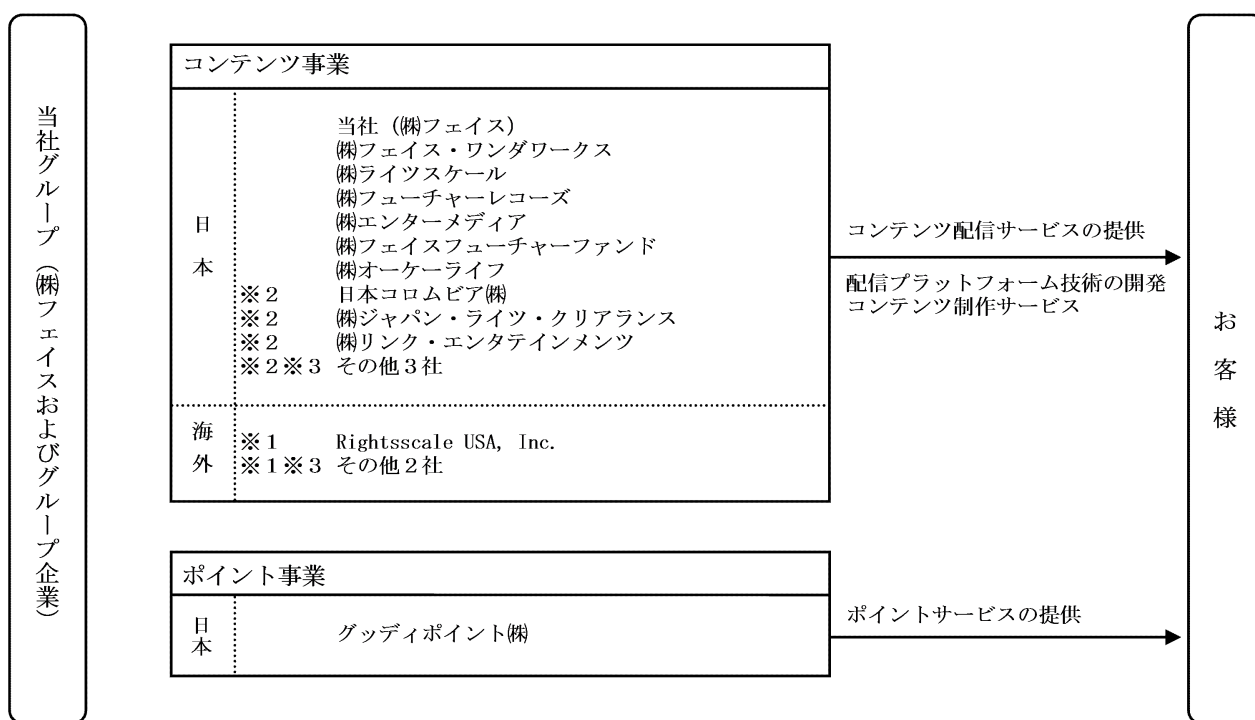 当社グループ（㈱フェイスおよびグループ企業）
コンテンツ事業
日本
当社（㈱フェイス）
㈱フェイス・ワンダワークス
㈱ライツスケール
㈱フューチャーレコーズ
㈱エンターメディア
㈱フェイスフューチャーファンド
㈱オーケーライフ
※２ 日本コロムビア㈱
※２ ㈱ジャパン・ライツ・クリアランス
※２ ㈱リンク・エンタテインメンツ
※２※３ その他３社
海外
※１ Rightsscale USA, Inc.
※１※３ その他２社
コンテンツ配信サービスの提供
配信プラットフォーム技術の開発
コンテンツ制作サービス
ポイント事業
日本
グッディポイント㈱
ポイントサービスの提供
お客様